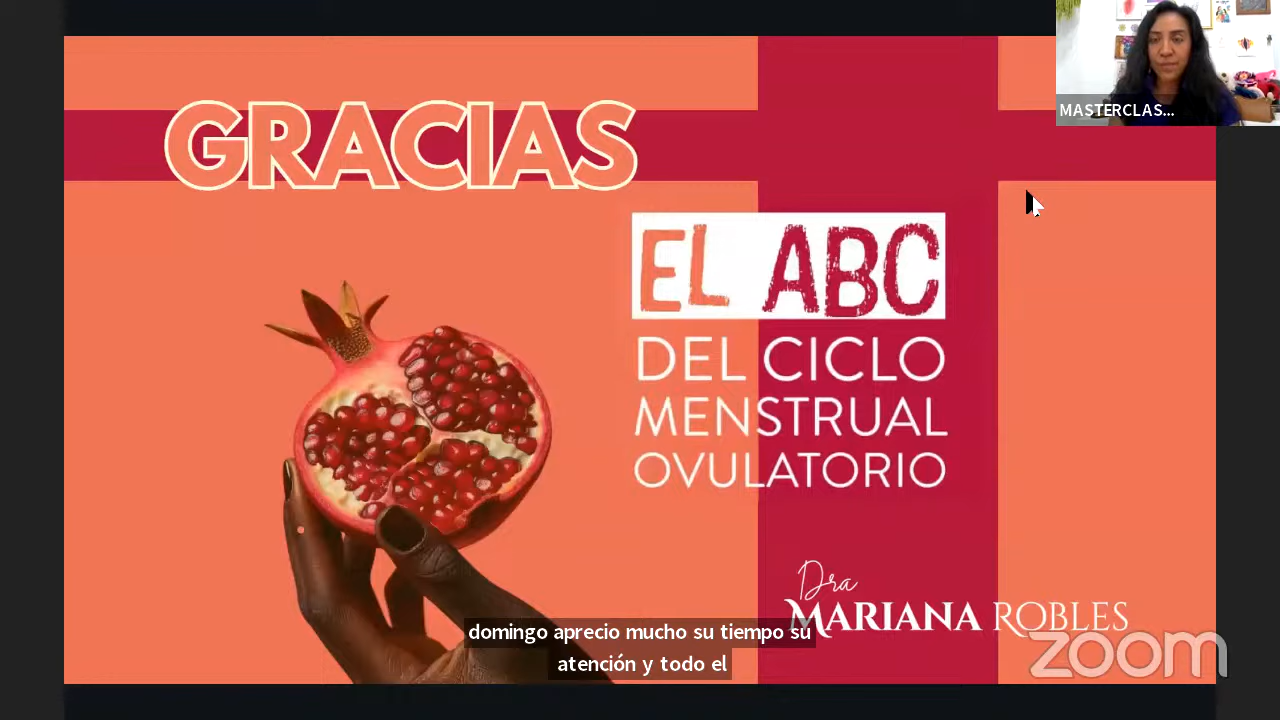 MASTERCLAS...
GRACIAS
EL ABC
DEL CICLO
MENSTRUAL
OVULATORIO
Dra
MARIANA ROBLES
domingo aprecio mucho su tiempo su
atención y todo el
zoom